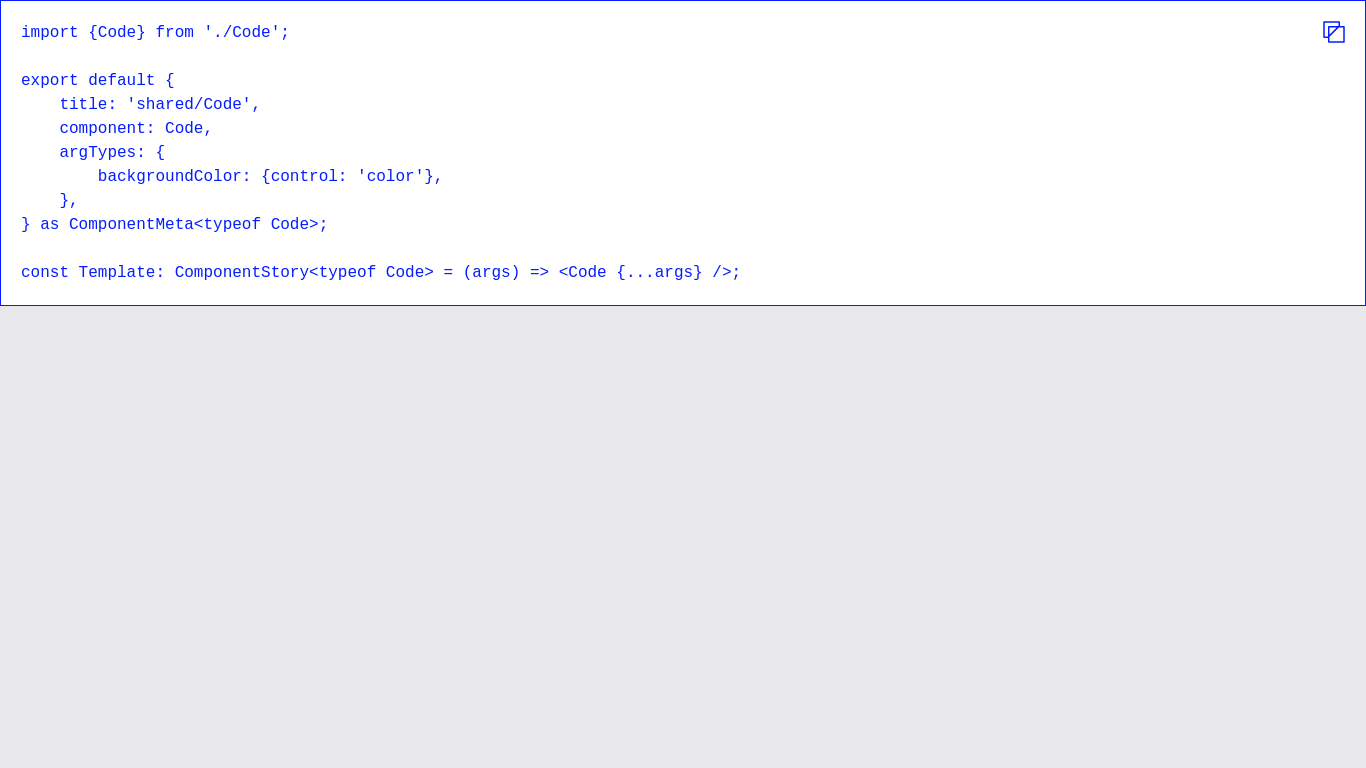 import {Code} from './Code';

export default {
    title: 'shared/Code',
    component: Code,
    argTypes: {
        backgroundColor: {control: 'color'},
    },
} as ComponentMeta<typeof Code>;

const Template: ComponentStory<typeof Code> = (args) => <Code {...args} />;